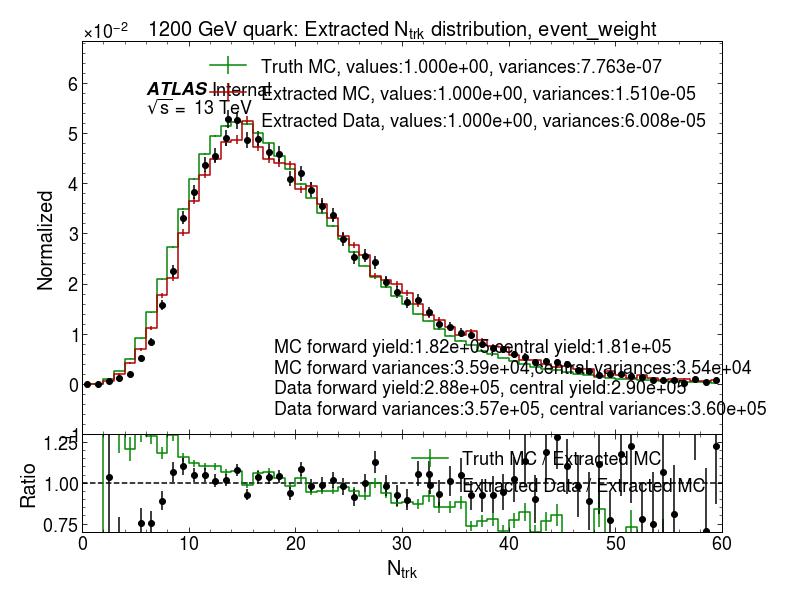 ×10−2 1200 GeV quark: Extracted Ntrk distribution, event_weight
Truth MC, values:1.000e+00, variances:7.763e-07
ATLAS Internal
Extracted MC, values:1.000e+00, variances:1.510e-05
√s = 13 TeV
Extracted Data, values:1.000e+00, variances:6.008e-05
Normalized
6
5
4
3
2
1
0
1
MC forward yield:1.82e+05, central yield:1.81e+05
MC forward variances:3.59e+04, central variances:3.54e+04
Data forward yield:2.88e+05, central yield:2.90e+05
Data forward variances:3.57e+05, central variances:3.60e+05
Ratio
1.25
1.00
0.75
Truth MC / Extracted MC
Extracted Data / Extracted MC
0 10 20 30 40 50 60
Ntrk